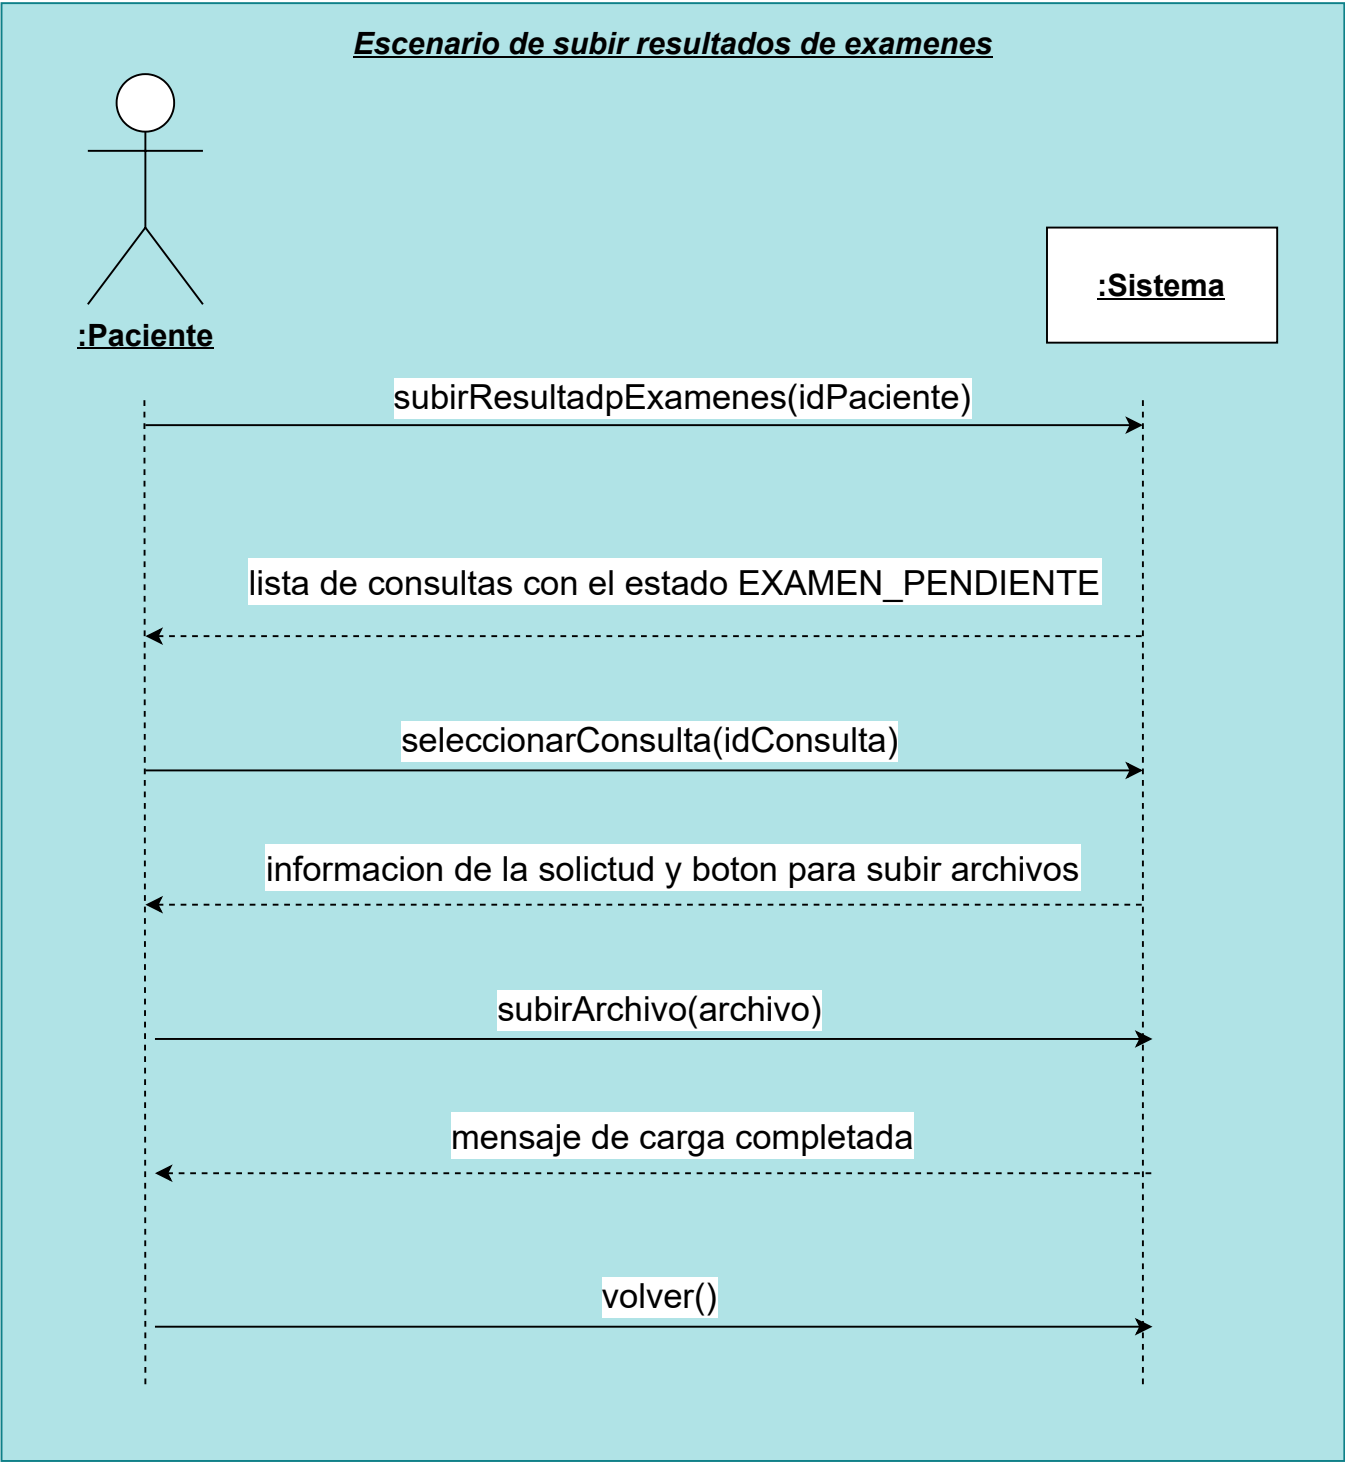 Escenario de subir resultados de examenes
:Paciente
:Sistema
subirResultadpExamenes(idPaciente)
lista de consultas con el estado EXAMEN_PENDIENTE
seleccionarConsulta(idConsulta)
informacion de la solictud y boton para subir archivos
subirArchivo(archivo)
mensaje de carga completada
volver()